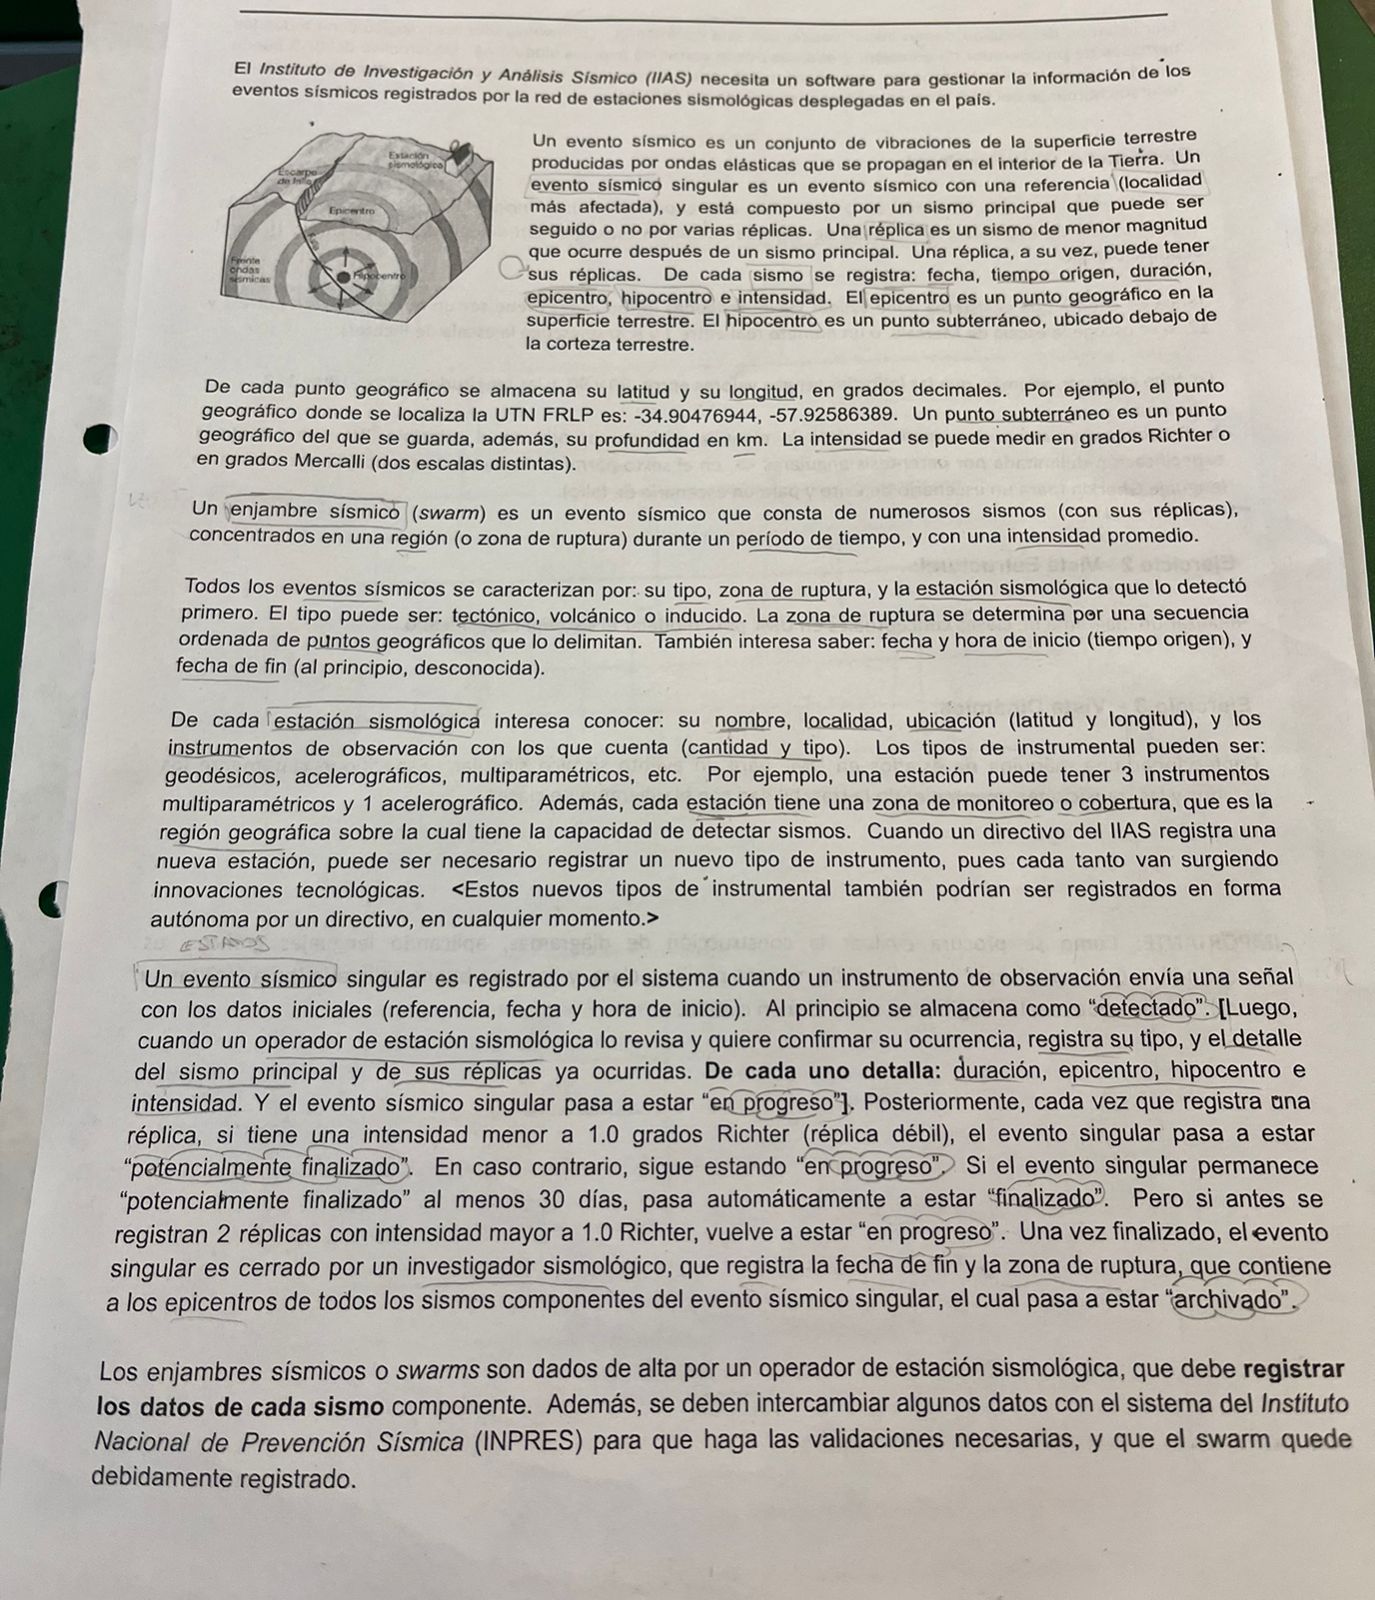 El Instituto de Investigación y Análisis Sísmico (IIAS) necesita un software para gestionar la información de los
eventos sísmicos registrados por la red de estaciones sismológicas desplegadas en el país.
Estación
sismológica
Escarpe
de falla
Epicentro
Frente
ondas
sísmicas
Hipocentro
Un evento sísmico es un conjunto de vibraciones de la superficie terrestre
producidas por ondas elásticas que se propagan en el interior de la Tierra. Un
evento sísmico singular es un evento sísmico con una referencia (localidad
más afectada), y está compuesto por un sismo principal que puede ser
seguido o no por varias réplicas. Una réplica es un sismo de menor magnitud
que ocurre después de un sismo principal. Una réplica, a su vez, puede tener
sus réplicas. De cada sismo se registra: fecha, tiempo origen, duración,
epicentro, hipocentro e intensidad. El epicentro es un punto geográfico en la
superficie terrestre. El hipocentro es un punto subterráneo, ubicado debajo de
la corteza terrestre.
De cada punto geográfico se almacena su latitud y su longitud, en grados decimales. Por ejemplo, el punto
geográfico donde se localiza la UTN FRLP es: -34.90476944, -57.92586389. Un punto subterráneo es un punto
geográfico del que se guarda, además, su profundidad en km. La intensidad se puede medir en grados Richter o
en grados Mercalli (dos escalas distintas).
Un enjambre sísmico (swarm) es un evento sísmico que consta de numerosos sismos (con sus réplicas),
concentrados en una región (o zona de ruptura) durante un período de tiempo, y con una intensidad promedio.
Todos los eventos sísmicos se caracterizan por: su tipo, zona de ruptura, y la estación sismológica que lo detectó
primero. El tipo puede ser: tectónico, volcánico o inducido. La zona de ruptura se determina por una secuencia
ordenada de puntos geográficos que lo delimitan. También interesa saber: fecha y hora de inicio (tiempo origen), y
fecha de fin (al principio, desconocida).
De cada estación sismológica interesa conocer: su nombre, localidad, ubicación (latitud y longitud), y los
instrumentos de observación con los que cuenta (cantidad y tipo). Los tipos de instrumental pueden ser:
geodésicos, acelerográficos, multiparamétricos, etc. Por ejemplo, una estación puede tener 3 instrumentos
multiparamétricos y 1 acelerográfico. Además, cada estación tiene una zona de monitoreo o cobertura, que es la
región geográfica sobre la cual tiene la capacidad de detectar sismos. Cuando un directivo del IIAS registra una
nueva estación, puede ser necesario registrar un nuevo tipo de instrumento, pues cada tanto van surgiendo
innovaciones tecnológicas. <Estos nuevos tipos de instrumental también podrían ser registrados en forma
autónoma por un directivo, en cualquier momento.>
ESTADOS
Un evento sísmico singular es registrado por el sistema cuando un instrumento de observación envía una señal
con los datos iniciales (referencia, fecha y hora de inicio). Al principio se almacena como “detectado”. [Luego,
cuando un operador de estación sismológica lo revisa y quiere confirmar su ocurrencia, registra su tipo, y el detalle
del sismo principal y de sus réplicas ya ocurridas. De cada uno detalla: duración, epicentro, hipocentro e
intensidad. Y el evento sísmico singular pasa a estar “en progreso”]. Posteriormente, cada vez que registra una
réplica, si tiene una intensidad menor a 1.0 grados Richter (réplica débil), el evento singular pasa a estar
“potencialmente finalizado”. En caso contrario, sigue estando “en progreso”. Si el evento singular permanece
“potencialmente finalizado” al menos 30 días, pasa automáticamente a estar “finalizado”. Pero si antes se
registran 2 réplicas con intensidad mayor a 1.0 Richter, vuelve a estar “en progreso”. Una vez finalizado, el evento
singular es cerrado por un investigador sismológico, que registra la fecha de fin y la zona de ruptura, que contiene
a los epicentros de todos los sismos componentes del evento sísmico singular, el cual pasa a estar “archivado”.
Los enjambres sísmicos o swarms son dados de alta por un operador de estación sismológica, que debe registrar
los datos de cada sismo componente. Además, se deben intercambiar algunos datos con el sistema del Instituto
Nacional de Prevención Sísmica (INPRES) para que haga las validaciones necesarias, y que el swarm quede
debidamente registrado.